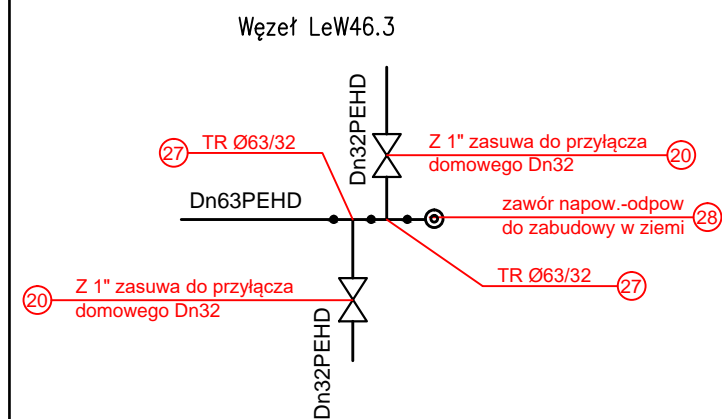 Węzeł LeW46.3
27
TR Ø63/32
Dn32PEHD
Z 1" zasuwa do przyłącza
domowego Dn32
20
Dn63PEHD
zawór napow.-odpow
do zabudowy w ziemi
28
TR Ø63/32
27
20
Z 1" zasuwa do przyłącza
domowego Dn32
Dn32PEHD